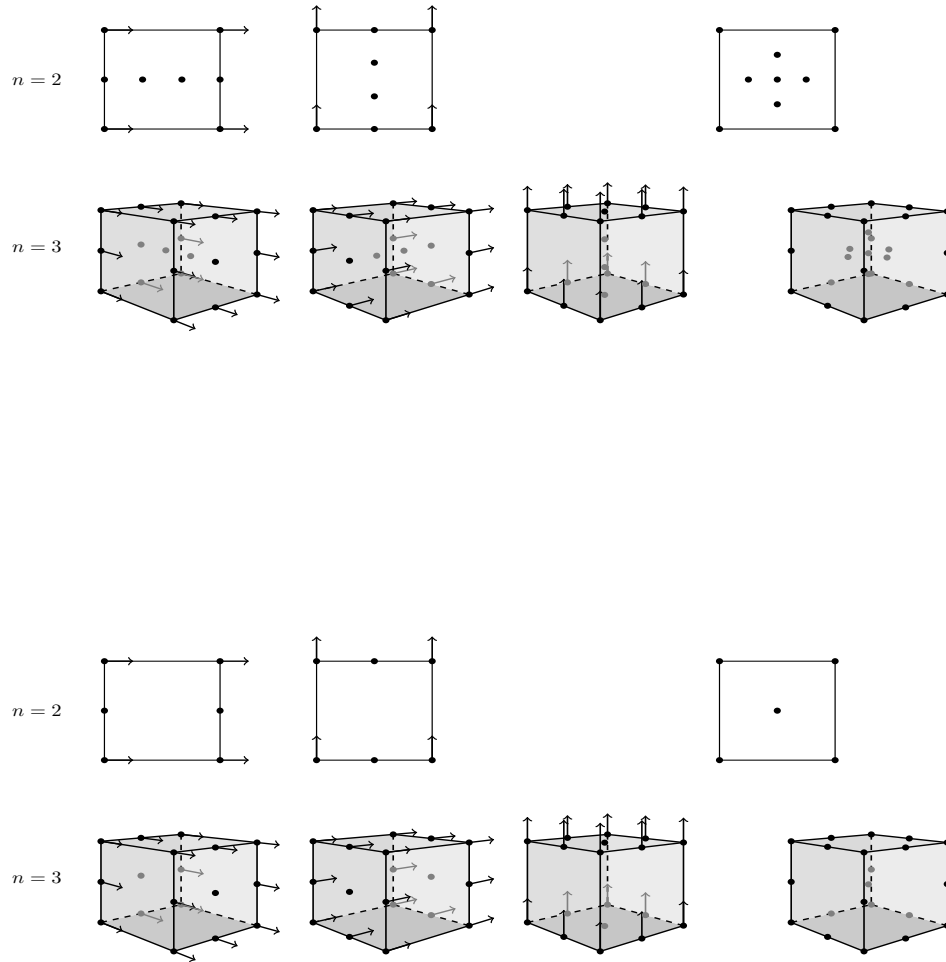 n = 2
n = 3
n = 2
n = 3